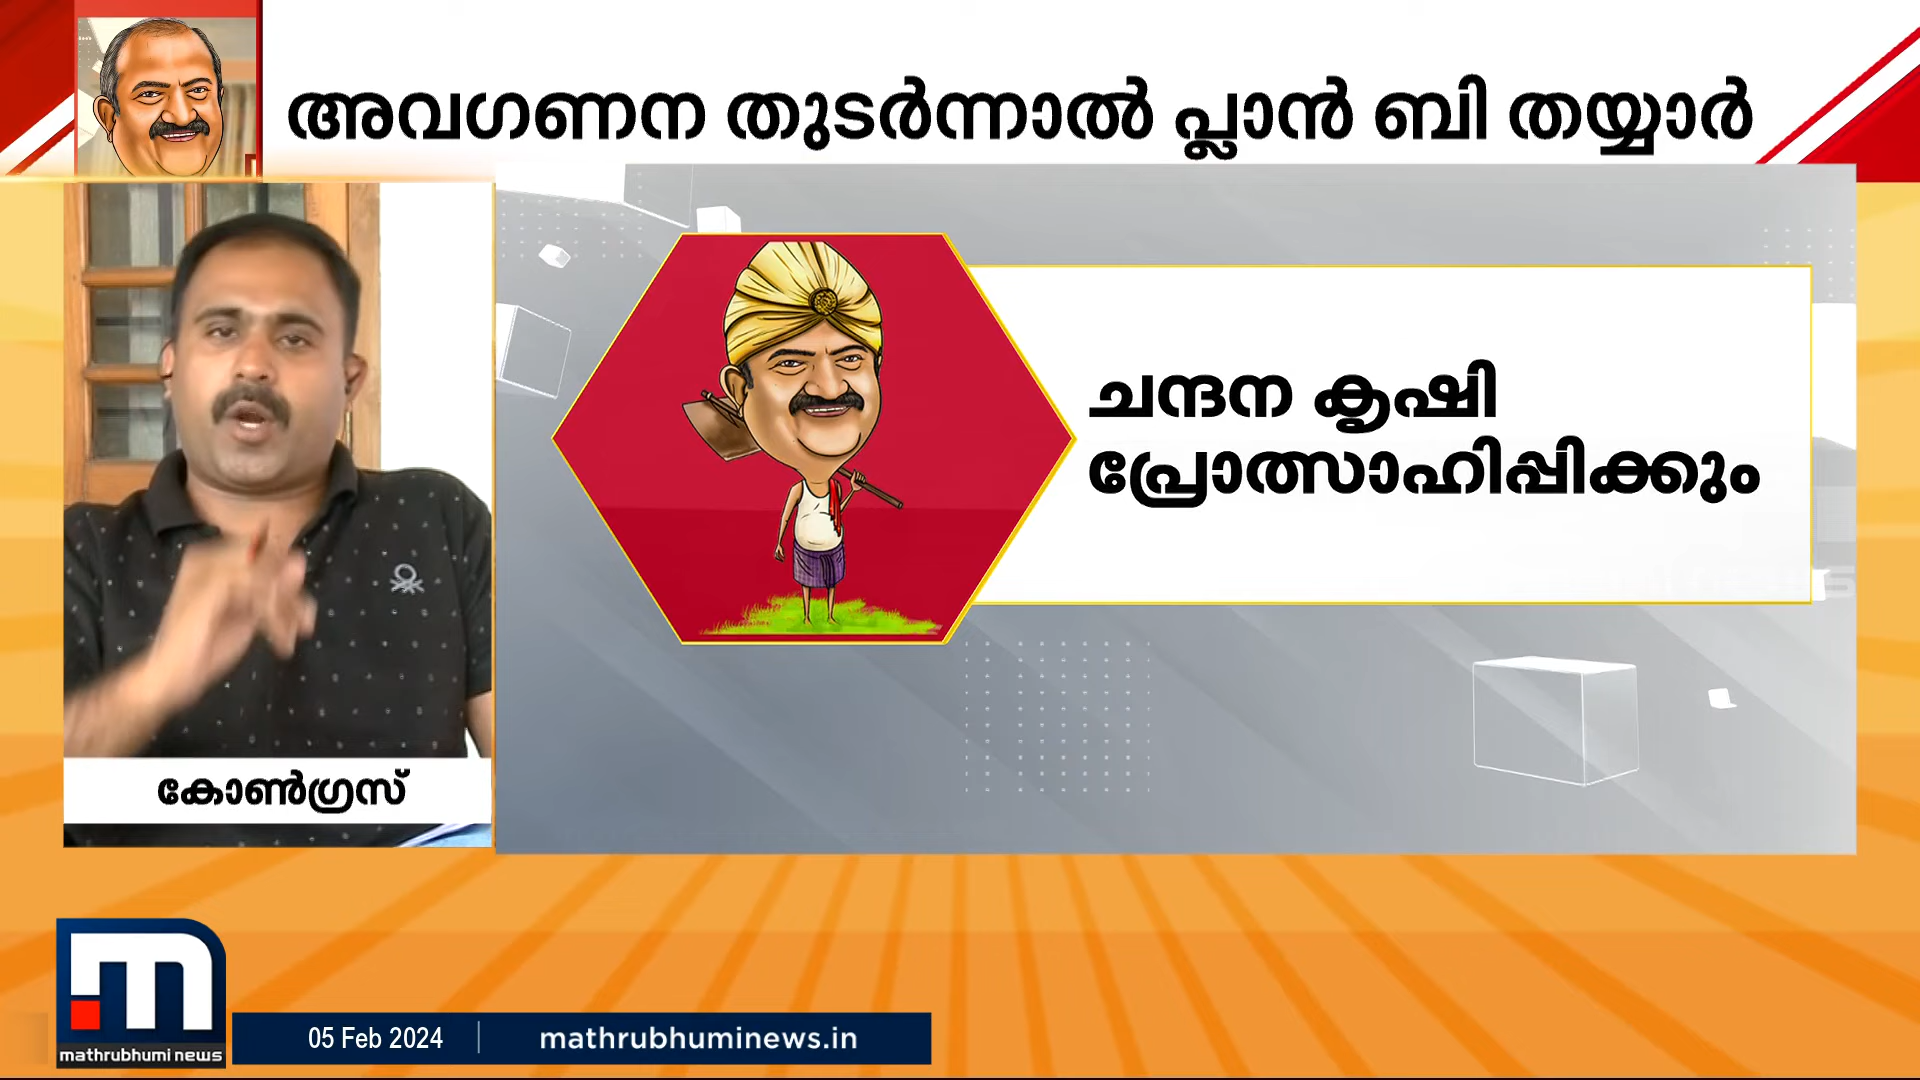 അവഗണന തുടർന്നാൽ പ്ലാൻ ബി തയ്യാർ
ചന്ദന കൃഷി
പ്രോത്സാഹിപ്പിക്കും
കോൺഗ്രസ്
mathrubhumi news
05 Feb 2024
mathrubhuminews.in